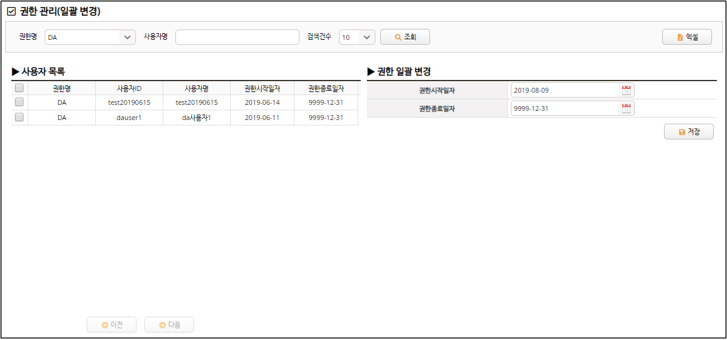 권한 관리(일괄 변경)
권한명 DA 사용자명 검색건수 10 조회 엑셀
▶ 사용자 목록
권한명 사용자ID 사용자명 권한시작일자 권한종료일자
DA test20190615 test20190615 2019-06-14 9999-12-31
DA dauser1 da사용자1 2019-06-11 9999-12-31
이전 다음
▶ 권한 일괄 변경
권한시작일자 2019-08-09
권한종료일자 9999-12-31
저장